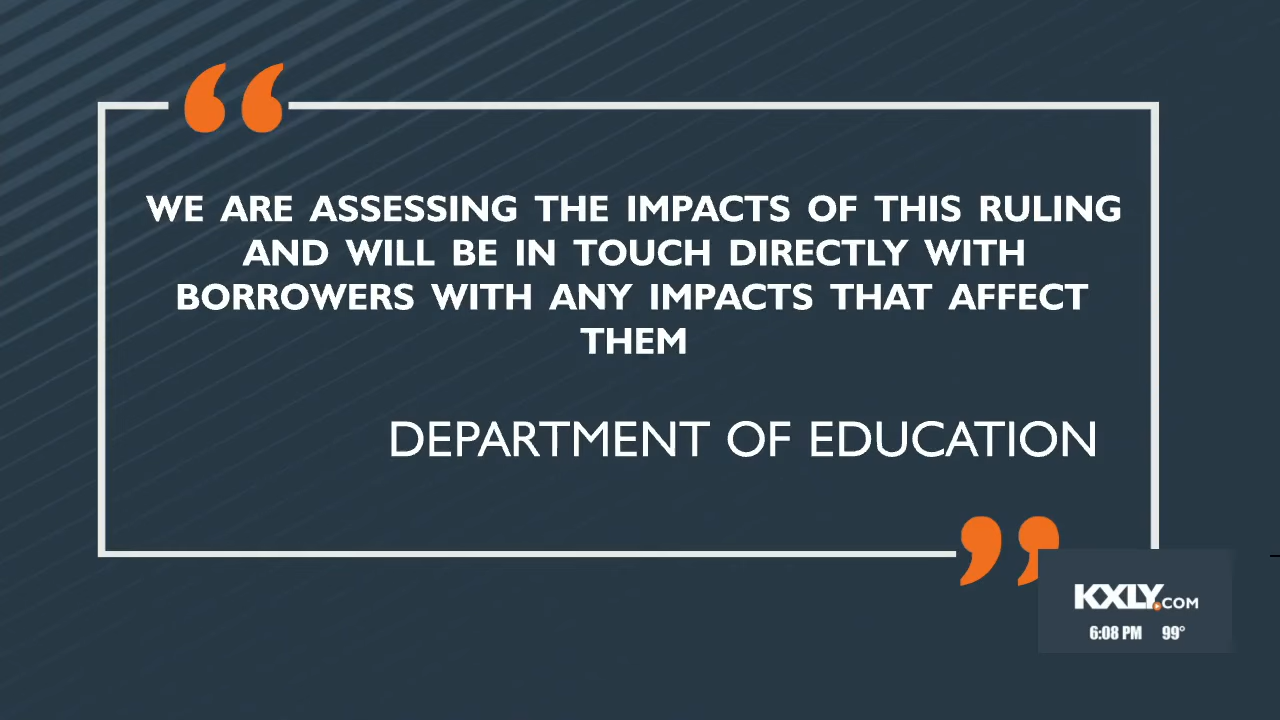 WE ARE ASSESSING THE IMPACTS OF THIS RULING
AND WILL BE IN TOUCH DIRECTLY WITH
BORROWERS WITH ANY IMPACTS THAT AFFECT
THEM
DEPARTMENT OF EDUCATION
KXLY.COM
6:08 PM 99°